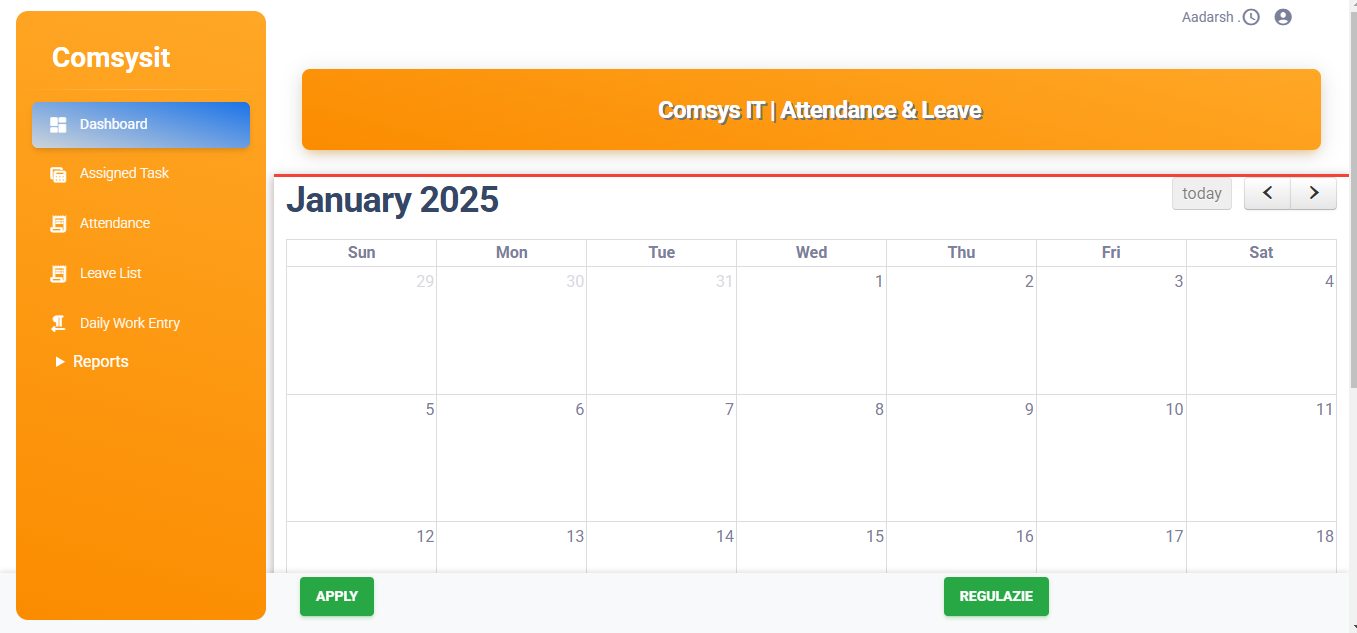 Comsysit
Dashboard
Assigned Task
Attendance
Leave List
Daily Work Entry
Reports
Aadarsh .
Comsys IT | Attendance & Leave
January 2025
today
Sun Mon Tue Wed Thu Fri Sat
29 30 31 1 2 3 4
5 6 7 8 9 10 11
12 13 14 15 16 17 18
APPLY REGULAZIE